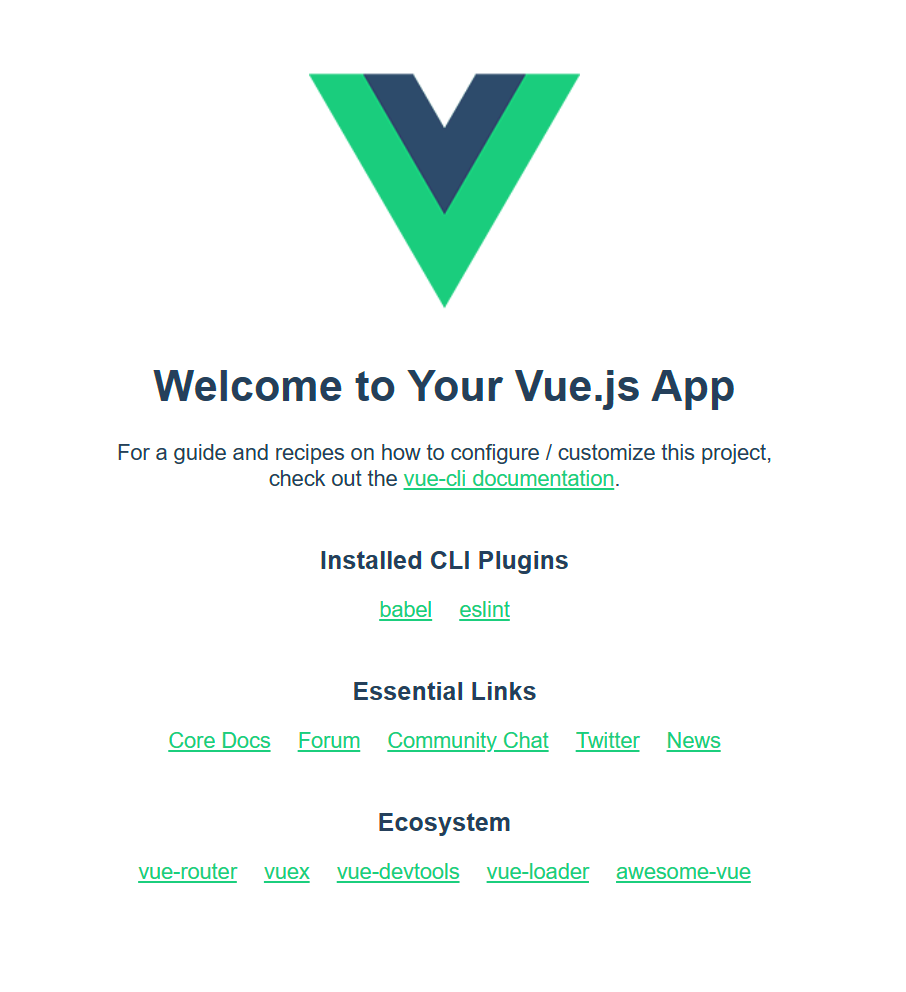 Welcome to Your Vue.js App
For a guide and recipes on how to configure / customize this project,
check out the vue-cli documentation.
Installed CLI Plugins
babel eslint
Essential Links
Core Docs Forum Community Chat Twitter News
Ecosystem
vue-router vuex vue-devtools vue-loader awesome-vue